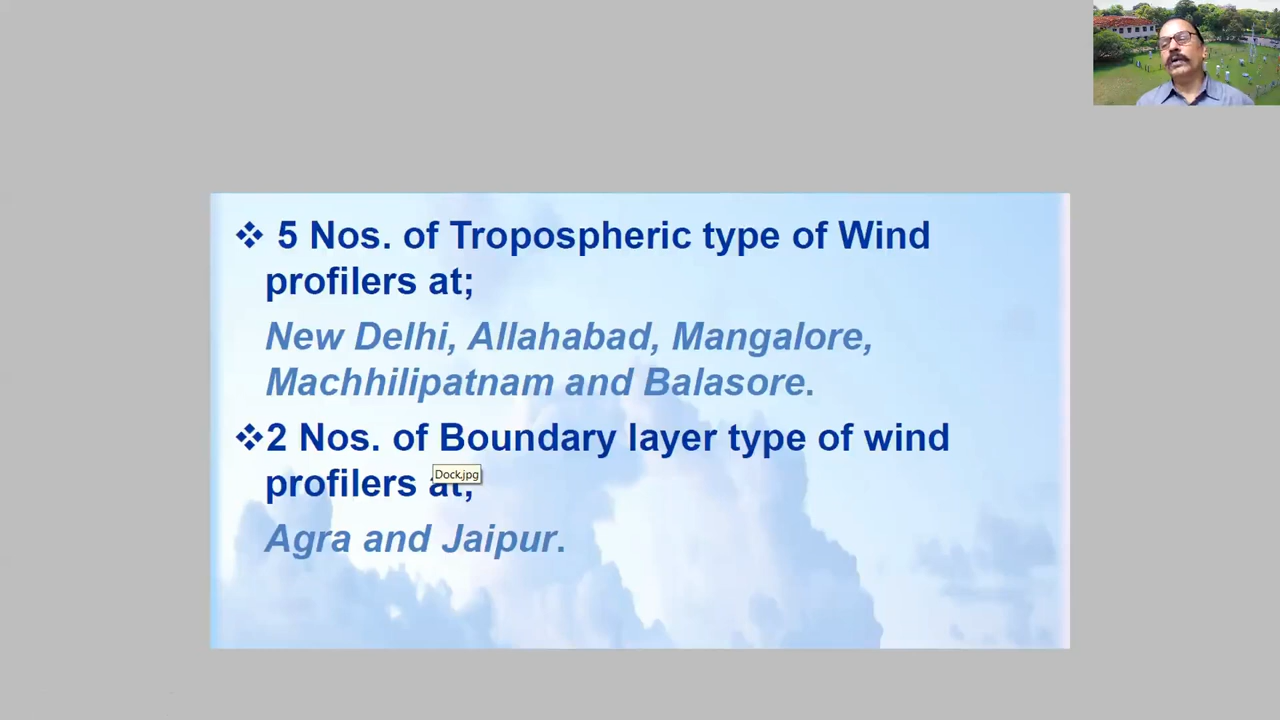 ❖ 5 Nos. of Tropospheric type of Wind
profilers at;
New Delhi, Allahabad, Mangalore,
Machhilipatnam and Balasore.
❖2 Nos. of Boundary layer type of wind
profilers at;
Dock.jpg
Agra and Jaipur.